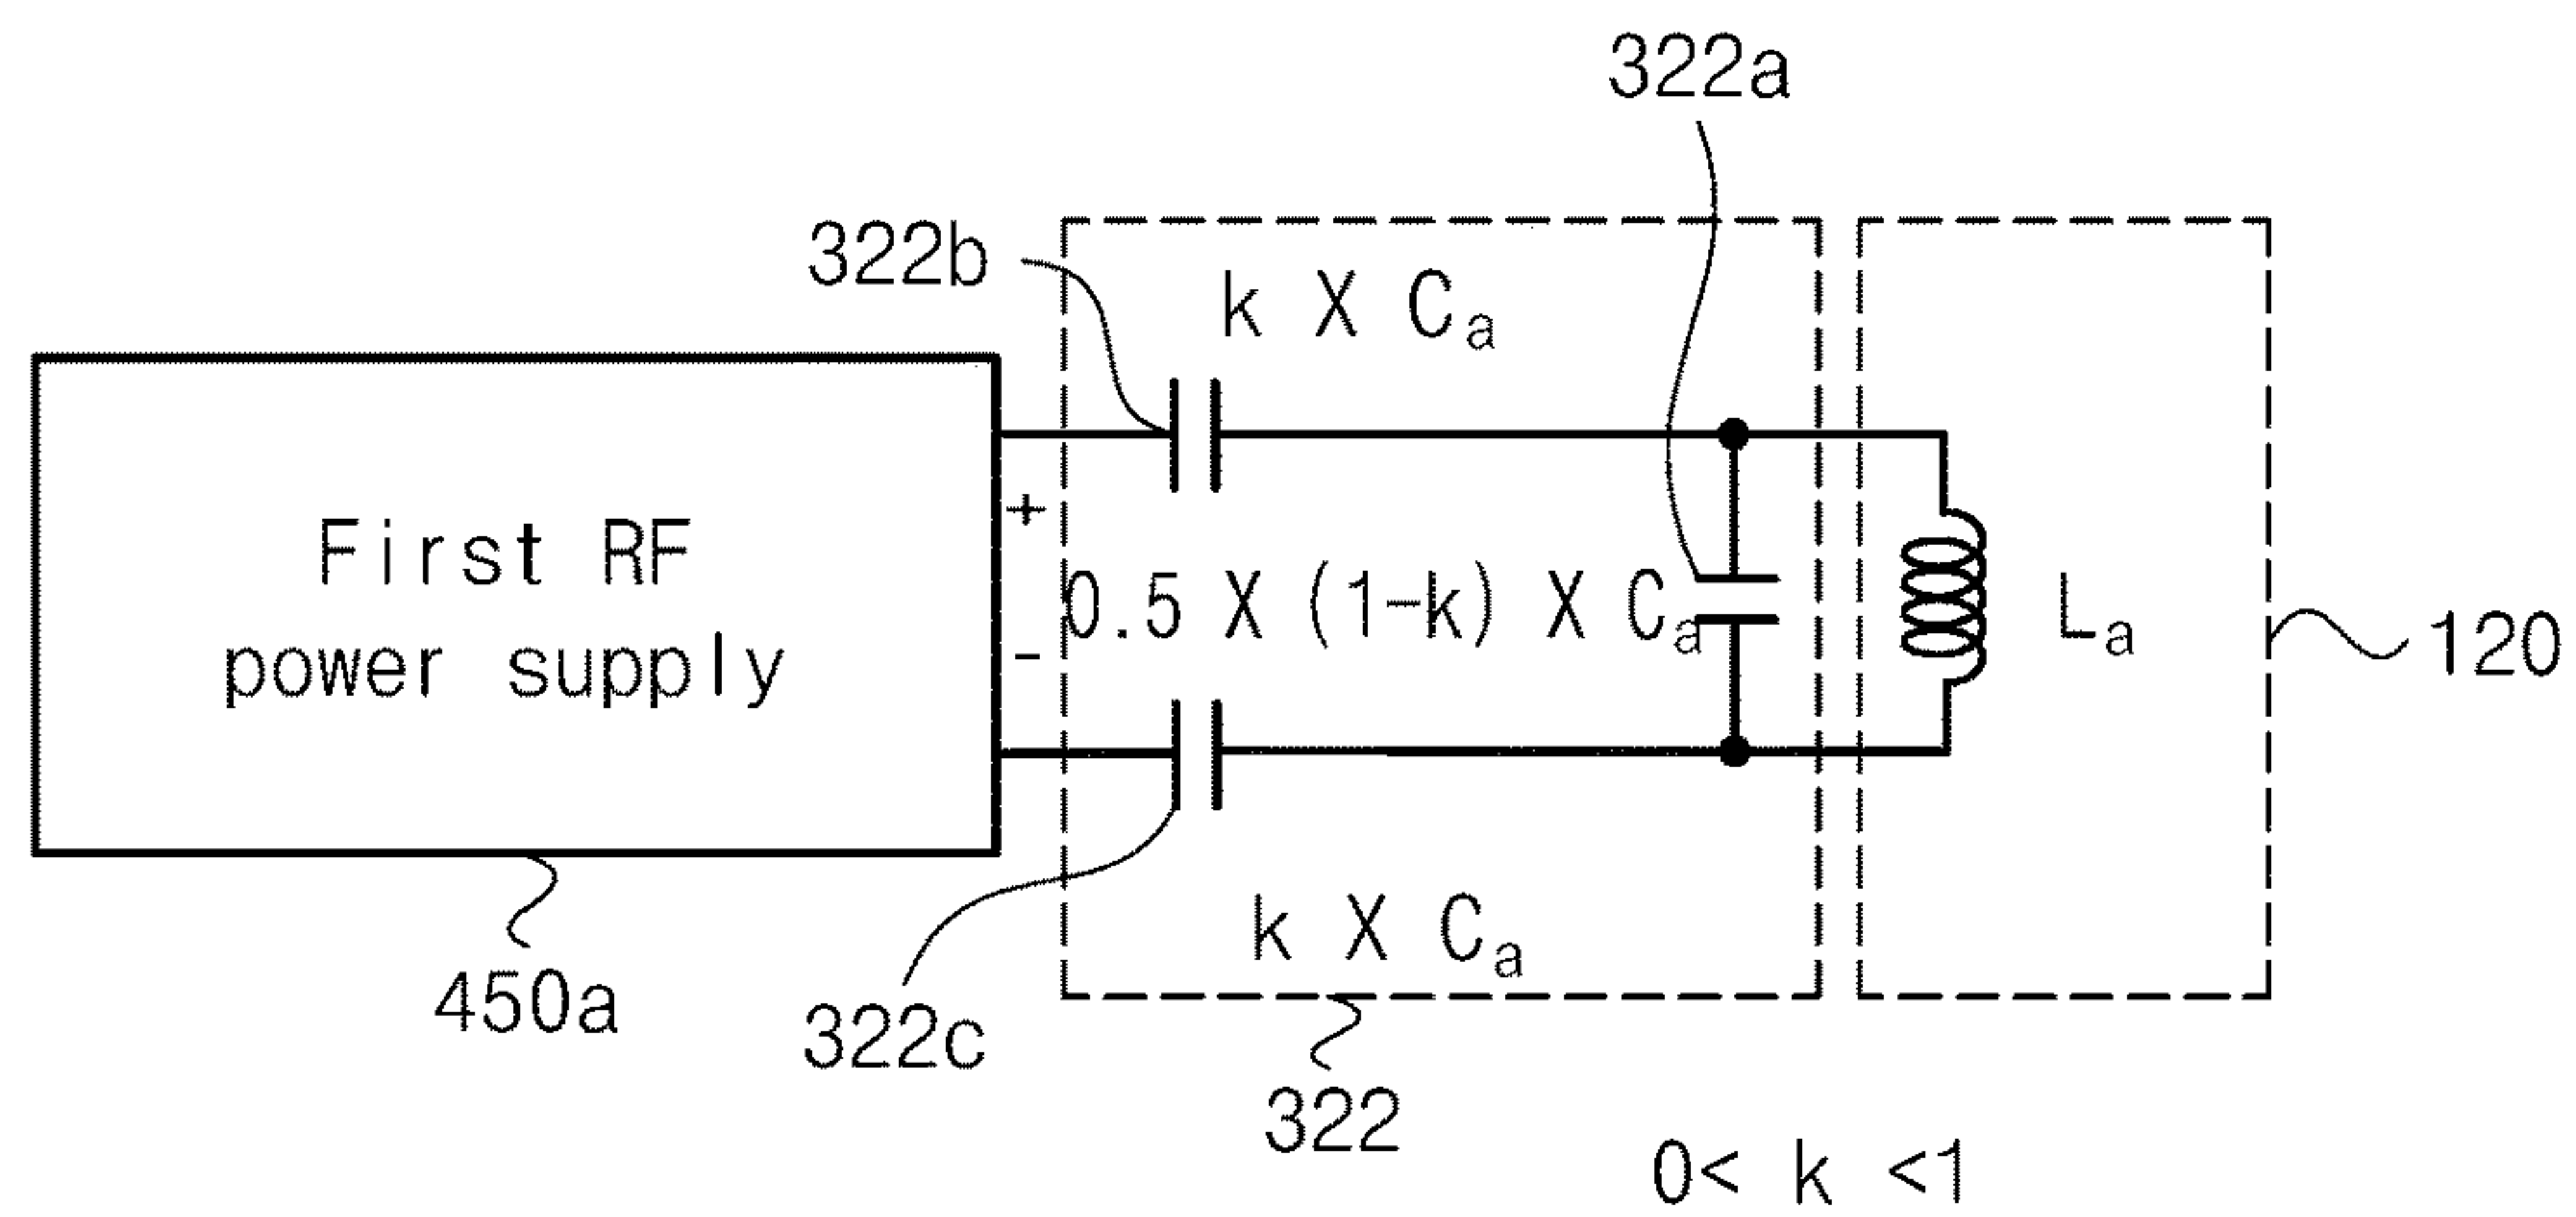 322a
322b
k X Cₐ
+
First RF
power supply
0.5 X (1-k) X Cₐ
Lₐ
-
120
k X Cₐ
450a
322c
322
0< k <1